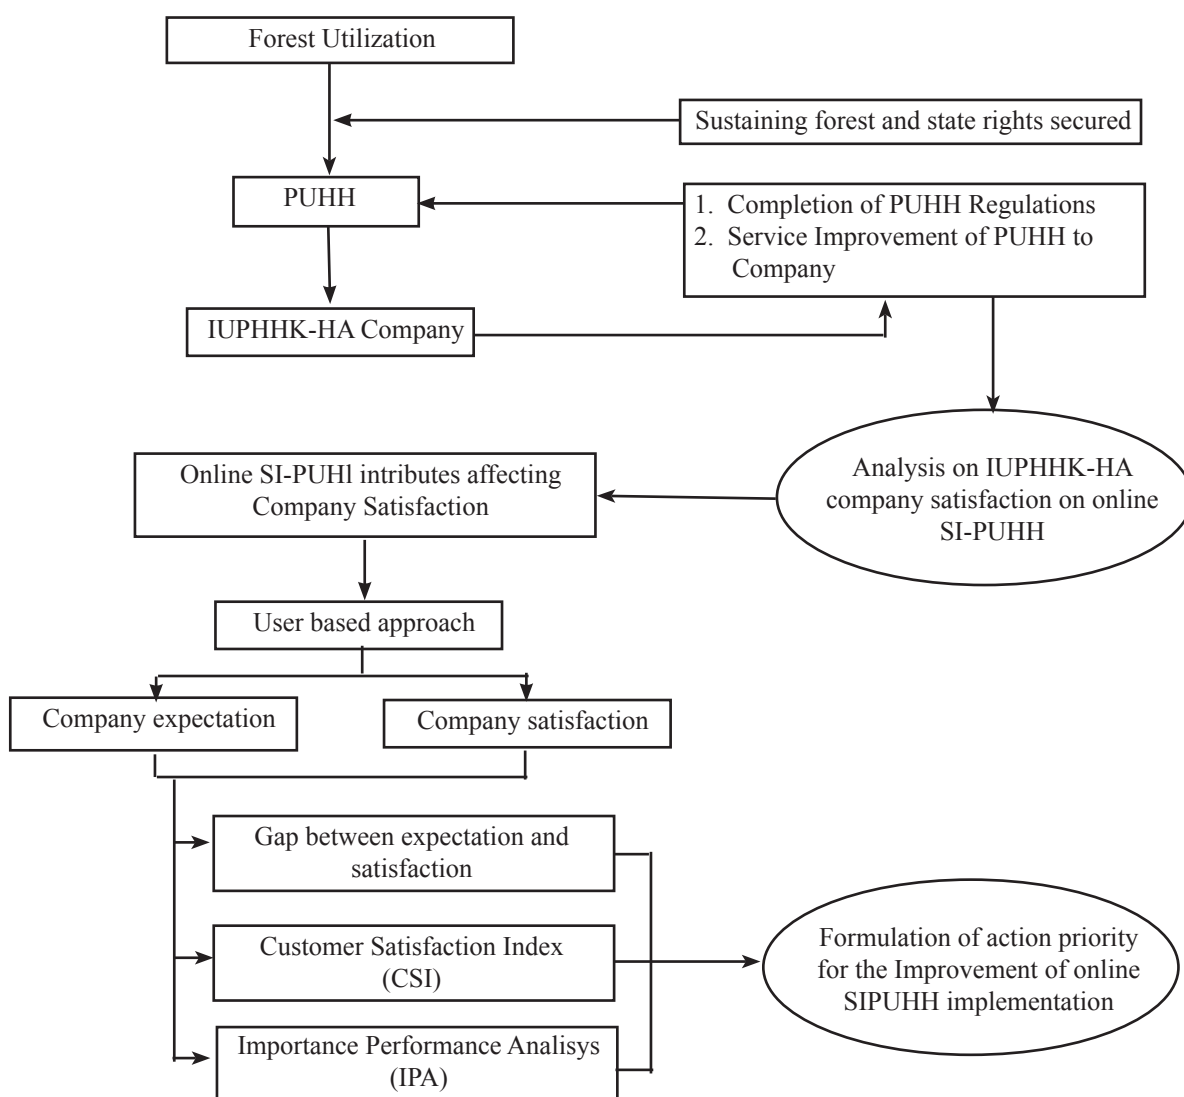 Forest Utilization
Sustaining forest and state rights secured
PUHH
1. Completion of PUHH Regulations
2. Service Improvement of PUHH to
Company
IUPHHK-HA Company
Analysis on IUPHHK-HA
company satisfaction on online
SI-PUHH
Online SI-PUHl intributes affecting
Company Satisfaction
User based approach
Company expectation
Company satisfaction
Gap between expectation and
satisfaction
Customer Satisfaction Index
(CSI)
Formulation of action priority
for the Improvement of online
SIPUHH implementation
Importance Performance Analisys
(IPA)